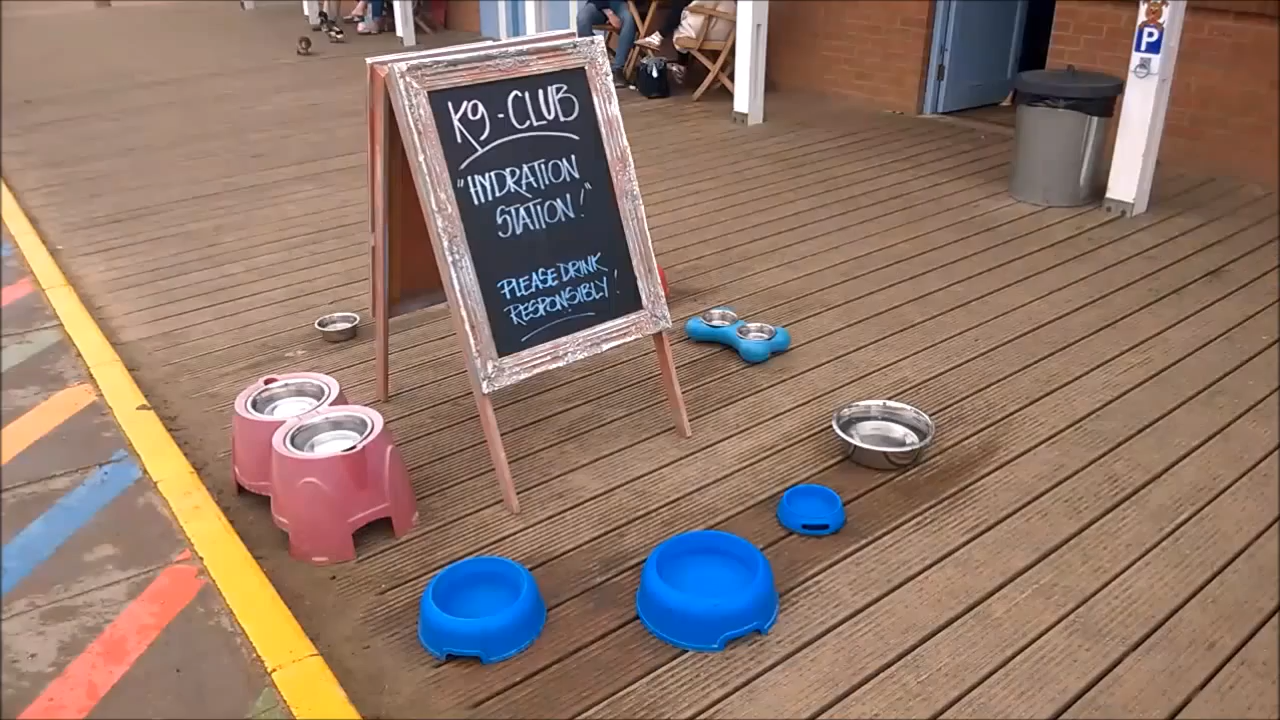 K9-CLUB
"HYDRATION
STATION!"
PLEASE DRINK
RESPONSIBLY!
P